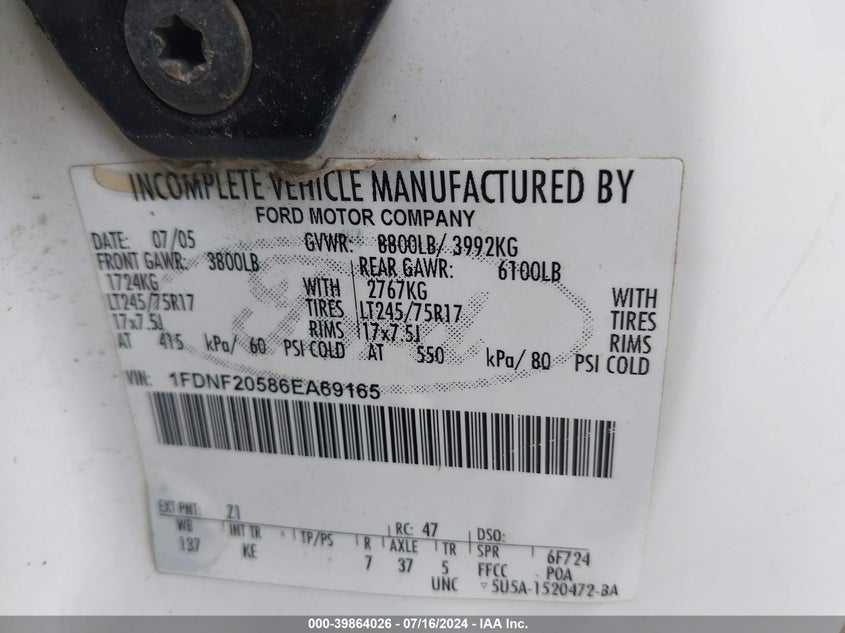 INCOMPLETE VEHICLE MANUFACTURED BY
FORD MOTOR COMPANY
DATE: 07/05 GVWR: 8800LB/ 3992KG
FRONT GAWR: 3800LB REAR GAWR: 6100LB
1724KG WITH 2767KG WITH
LT245/75R17 TIRES LT245/75R17 TIRES
17x7.5J RIMS 17x7.5J RIMS
AT 415 kPa/ 60 PSI COLD AT 550 kPa/ 80 PSI COLD
VIN: 1FDNF20586EA69165
EXT PNT: Z1 RC: 47 DSO:
WB INT TR TP/PS R AXLE TR SPR 6F724
137 KE 7 37 5 FFCC POA
UNC 5U5A-1520472-BA
000-39864026 - 07/16/2024 - IAAI.com